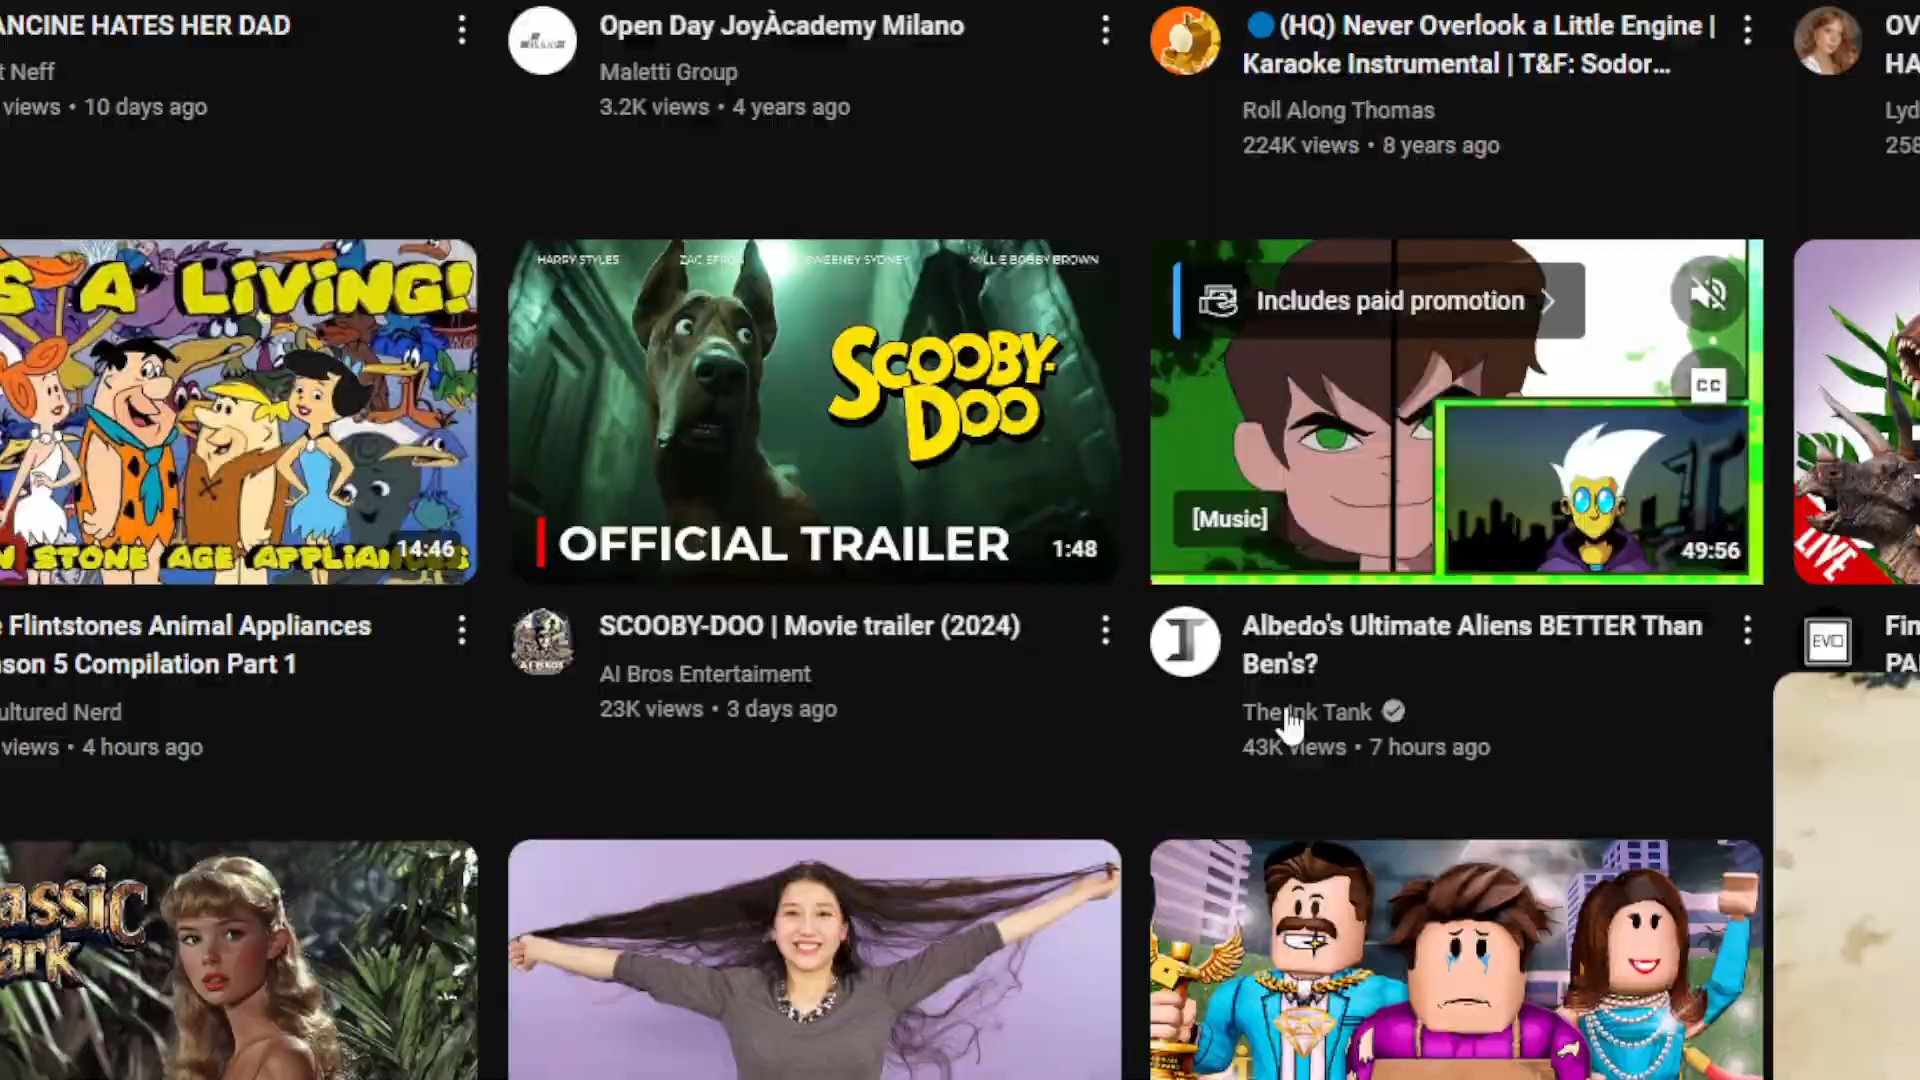 ANCINE HATES HER DAD
t Neff
views • 10 days ago
Open Day JoyÀcademy Milano
Maletti Group
3.2K views • 4 years ago
🔵(HQ) Never Overlook a Little Engine |
Karaoke Instrumental | T&F: Sodor...
Roll Along Thomas
224K views • 8 years ago
OV
HA
Lyd
258
S A LiViNG!
N STONE AGE APPLiAN
14:46
HARRY STYLES
ZAC EFRON
SWEENEY SYDNEY
MILLIE BOBBY BROWN
SCOOBY-
DOO
OFFICIAL TRAILER
1:48
Includes paid promotion
CC
[Music]
49:56
LIVE
e Flintstones Animal Appliances
ason 5 Compilation Part 1
ultured Nerd
views • 4 hours ago
AI BROS
SCOOBY-DOO | Movie trailer (2024)
AI Bros Entertaiment
23K views • 3 days ago
Albedo's Ultimate Aliens BETTER Than
Ben's?
The Ink Tank
43K views • 7 hours ago
EVO
Fin
PA
assic
ark